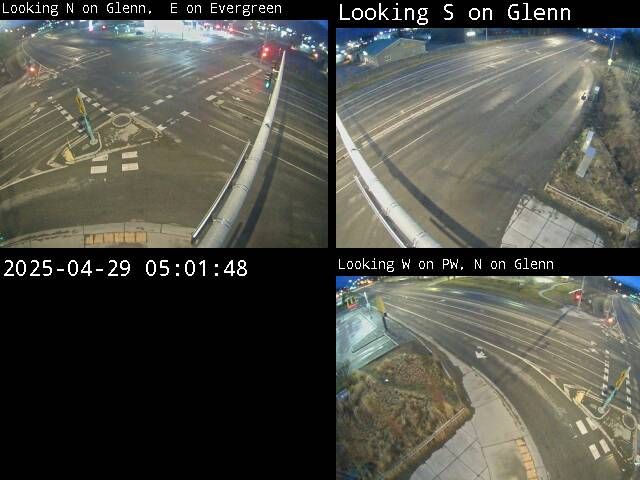 Looking N on Glenn, E on Evergreen
Looking S on Glenn
2025-04-29 05:01:48
Looking W on PW, N on Glenn